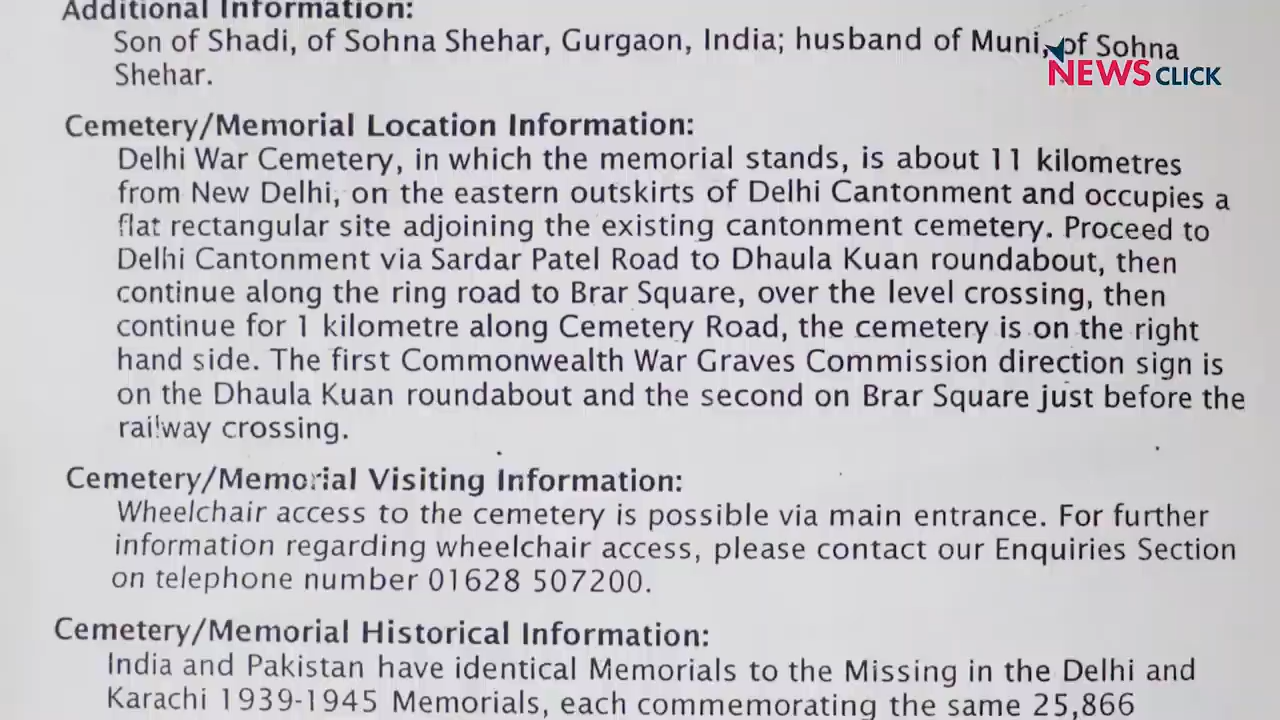 Additional Information:
Son of Shadi, of Sohna Shehar, Gurgaon, India; husband of Muni, of Sohna
Shehar.
NEWS CLICK
Cemetery/Memorial Location Information:
Delhi War Cemetery, in which the memorial stands, is about 11 kilometres
from New Delhi, on the eastern outskirts of Delhi Cantonment and occupies a
flat rectangular site adjoining the existing cantonment cemetery. Proceed to
Delhi Cantonment via Sardar Patel Road to Dhaula Kuan roundabout, then
continue along the ring road to Brar Square, over the level crossing, then
continue for 1 kilometre along Cemetery Road, the cemetery is on the right
hand side. The first Commonwealth War Graves Commission direction sign is
on the Dhaula Kuan roundabout and the second on Brar Square just before the
railway crossing.
Cemetery/Memorial Visiting Information:
Wheelchair access to the cemetery is possible via main entrance. For further
information regarding wheelchair access, please contact our Enquiries Section
on telephone number 01628 507200.
Cemetery/Memorial Historical Information:
India and Pakistan have identical Memorials to the Missing in the Delhi and
Karachi 1939-1945 Memorials, each commemorating the same 25,866